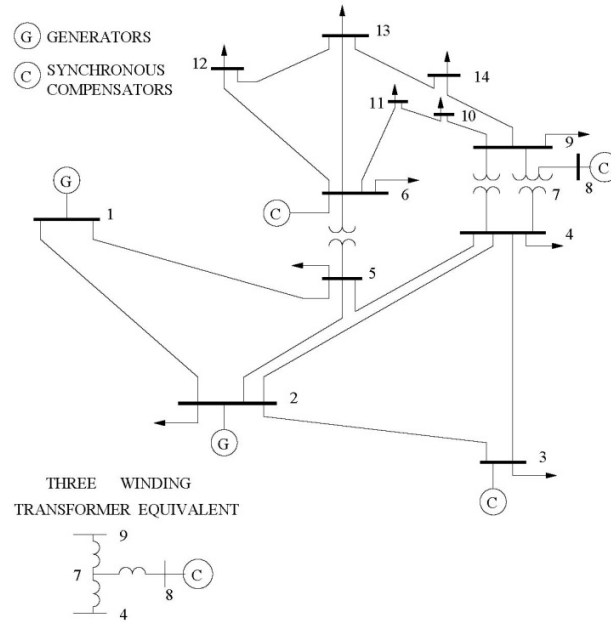 G GENERATORS
C SYNCHRONOUS
COMPENSATORS
13
12
14
11
10
9
C
8
7
G
1
C
6
4
5
2
G
3
C
THREE WINDING
TRANSFORMER EQUIVALENT
9
7
C
8
4